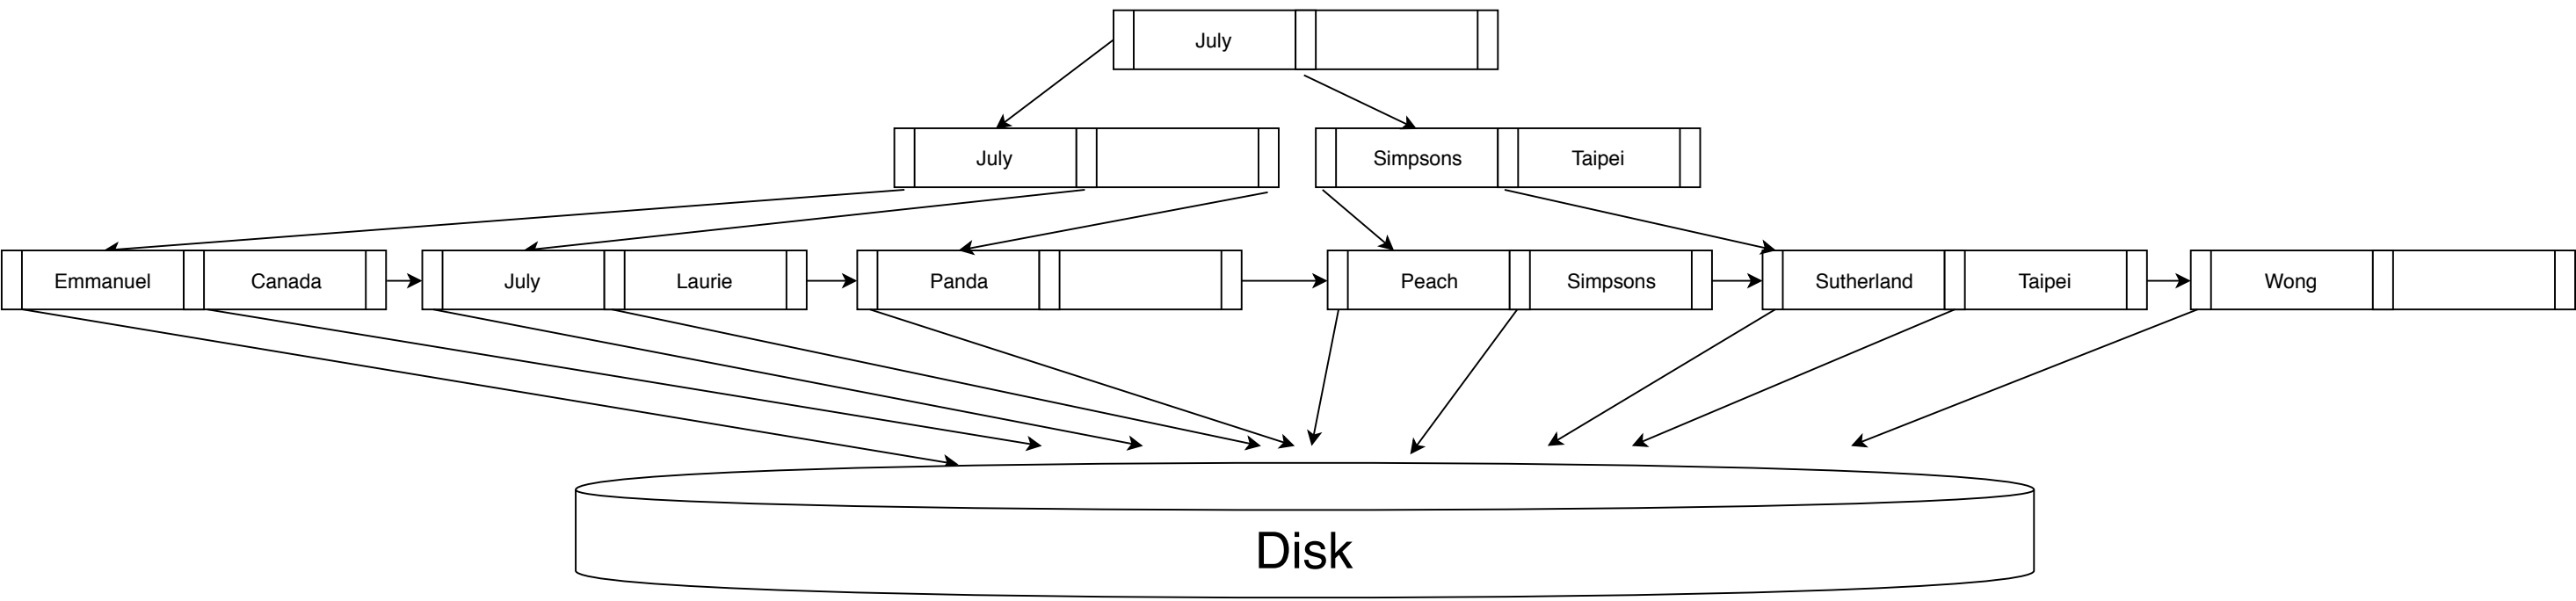 July
July
Simpsons
Taipei
Emmanuel
Canada
July
Laurie
Panda
Peach
Simpsons
Sutherland
Taipei
Wong
Disk